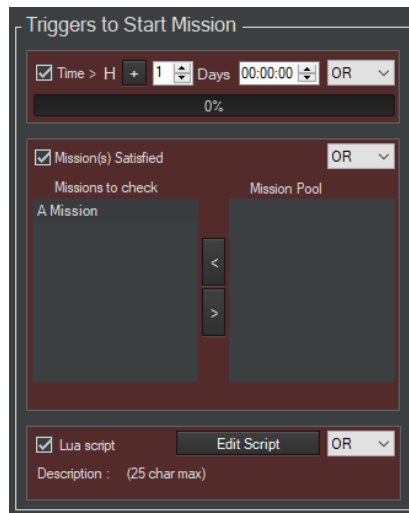 Triggers to Start Mission
Time > H + 1 Days 00:00:00 OR
0%
Mission(s) Satisfied OR
Missions to check Mission Pool
A Mission
<
>
Lua script Edit Script OR
Description : (25 char max)